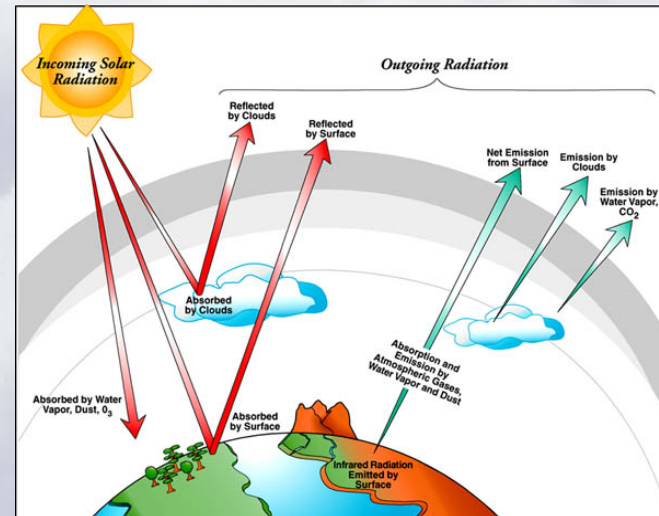 Incoming Solar
Radiation
Outgoing Radiation
Reflected
by Clouds
Reflected
by Surface
Net Emission
from Surface
Emission by
Clouds
Emission by
Water Vapor,
CO2
Absorbed
by Clouds
Absorption and
Emission by
Atmospheric Gases,
Water Vapor and Dust
Absorbed by Water
Vapor, Dust, 03
Absorbed
by Surface
Infrared Radiation
Emitted by
Surface